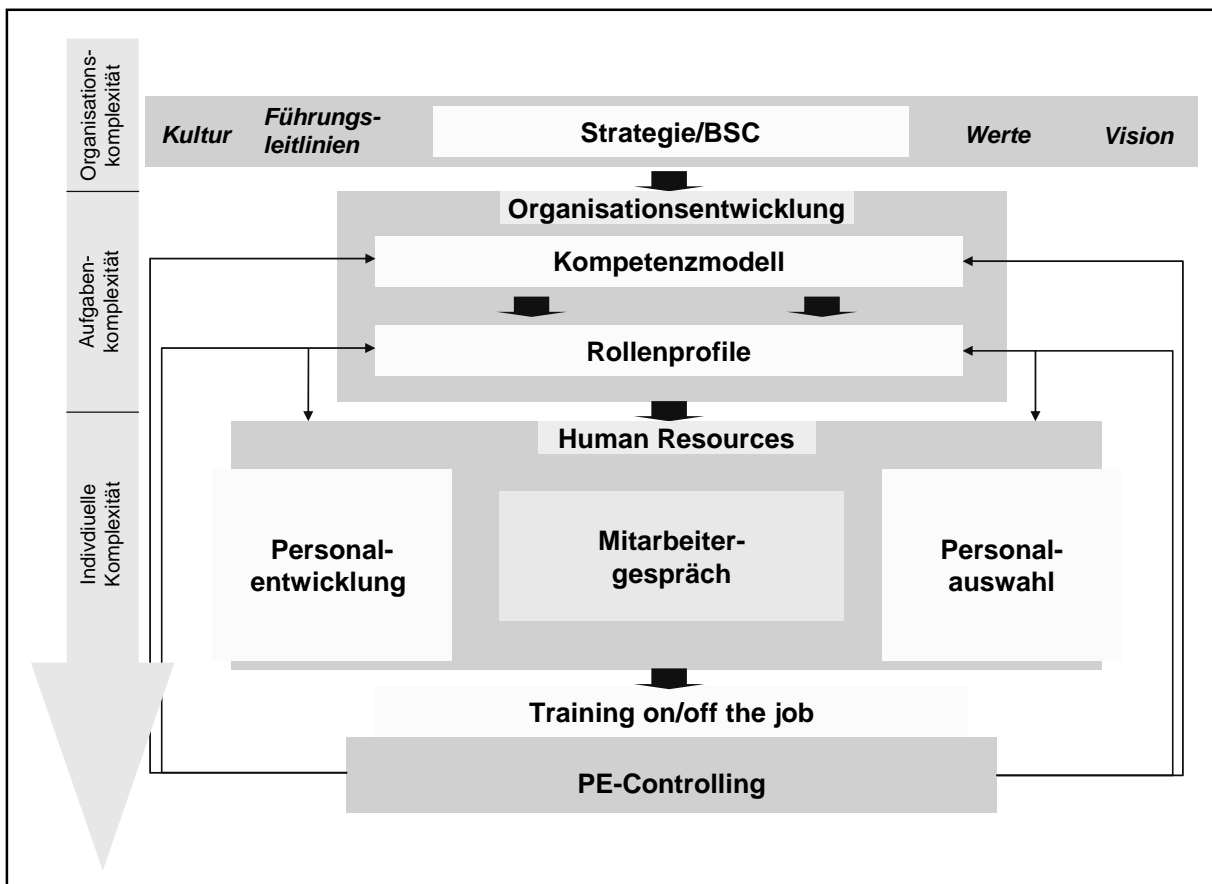 Organisations-
komplexität
Kultur
Führungs-
leitlinien
Strategie/BSC
Werte
Vision
Aufgaben-
komplexität
Organisationsentwicklung
Kompetenzmodell
Rollenprofile
Indivdiuelle
Komplexität
Human Resources
Personal-
entwicklung
Mitarbeiter-
gespräch
Personal-
auswahl
Training on/off the job
PE-Controlling